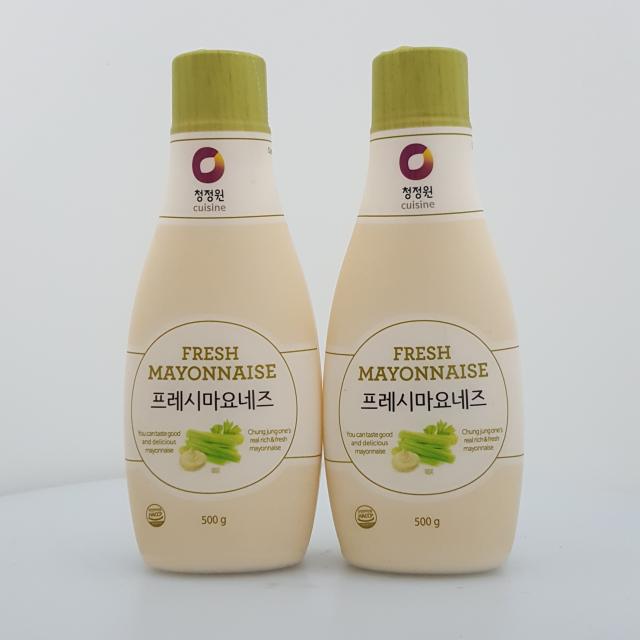 청정원
cuisine
FRESH
MAYONNAISE
프레시마요네즈
You can taste good
and delicious
mayonnaise
Chung jung one's
real rich & fresh
mayonnaise
HACCP
500 g
청정원
cuisine
FRESH
MAYONNAISE
프레시마요네즈
You can taste good
and delicious
mayonnaise
Chung jung one's
real rich & fresh
mayonnaise
HACCP
500 g